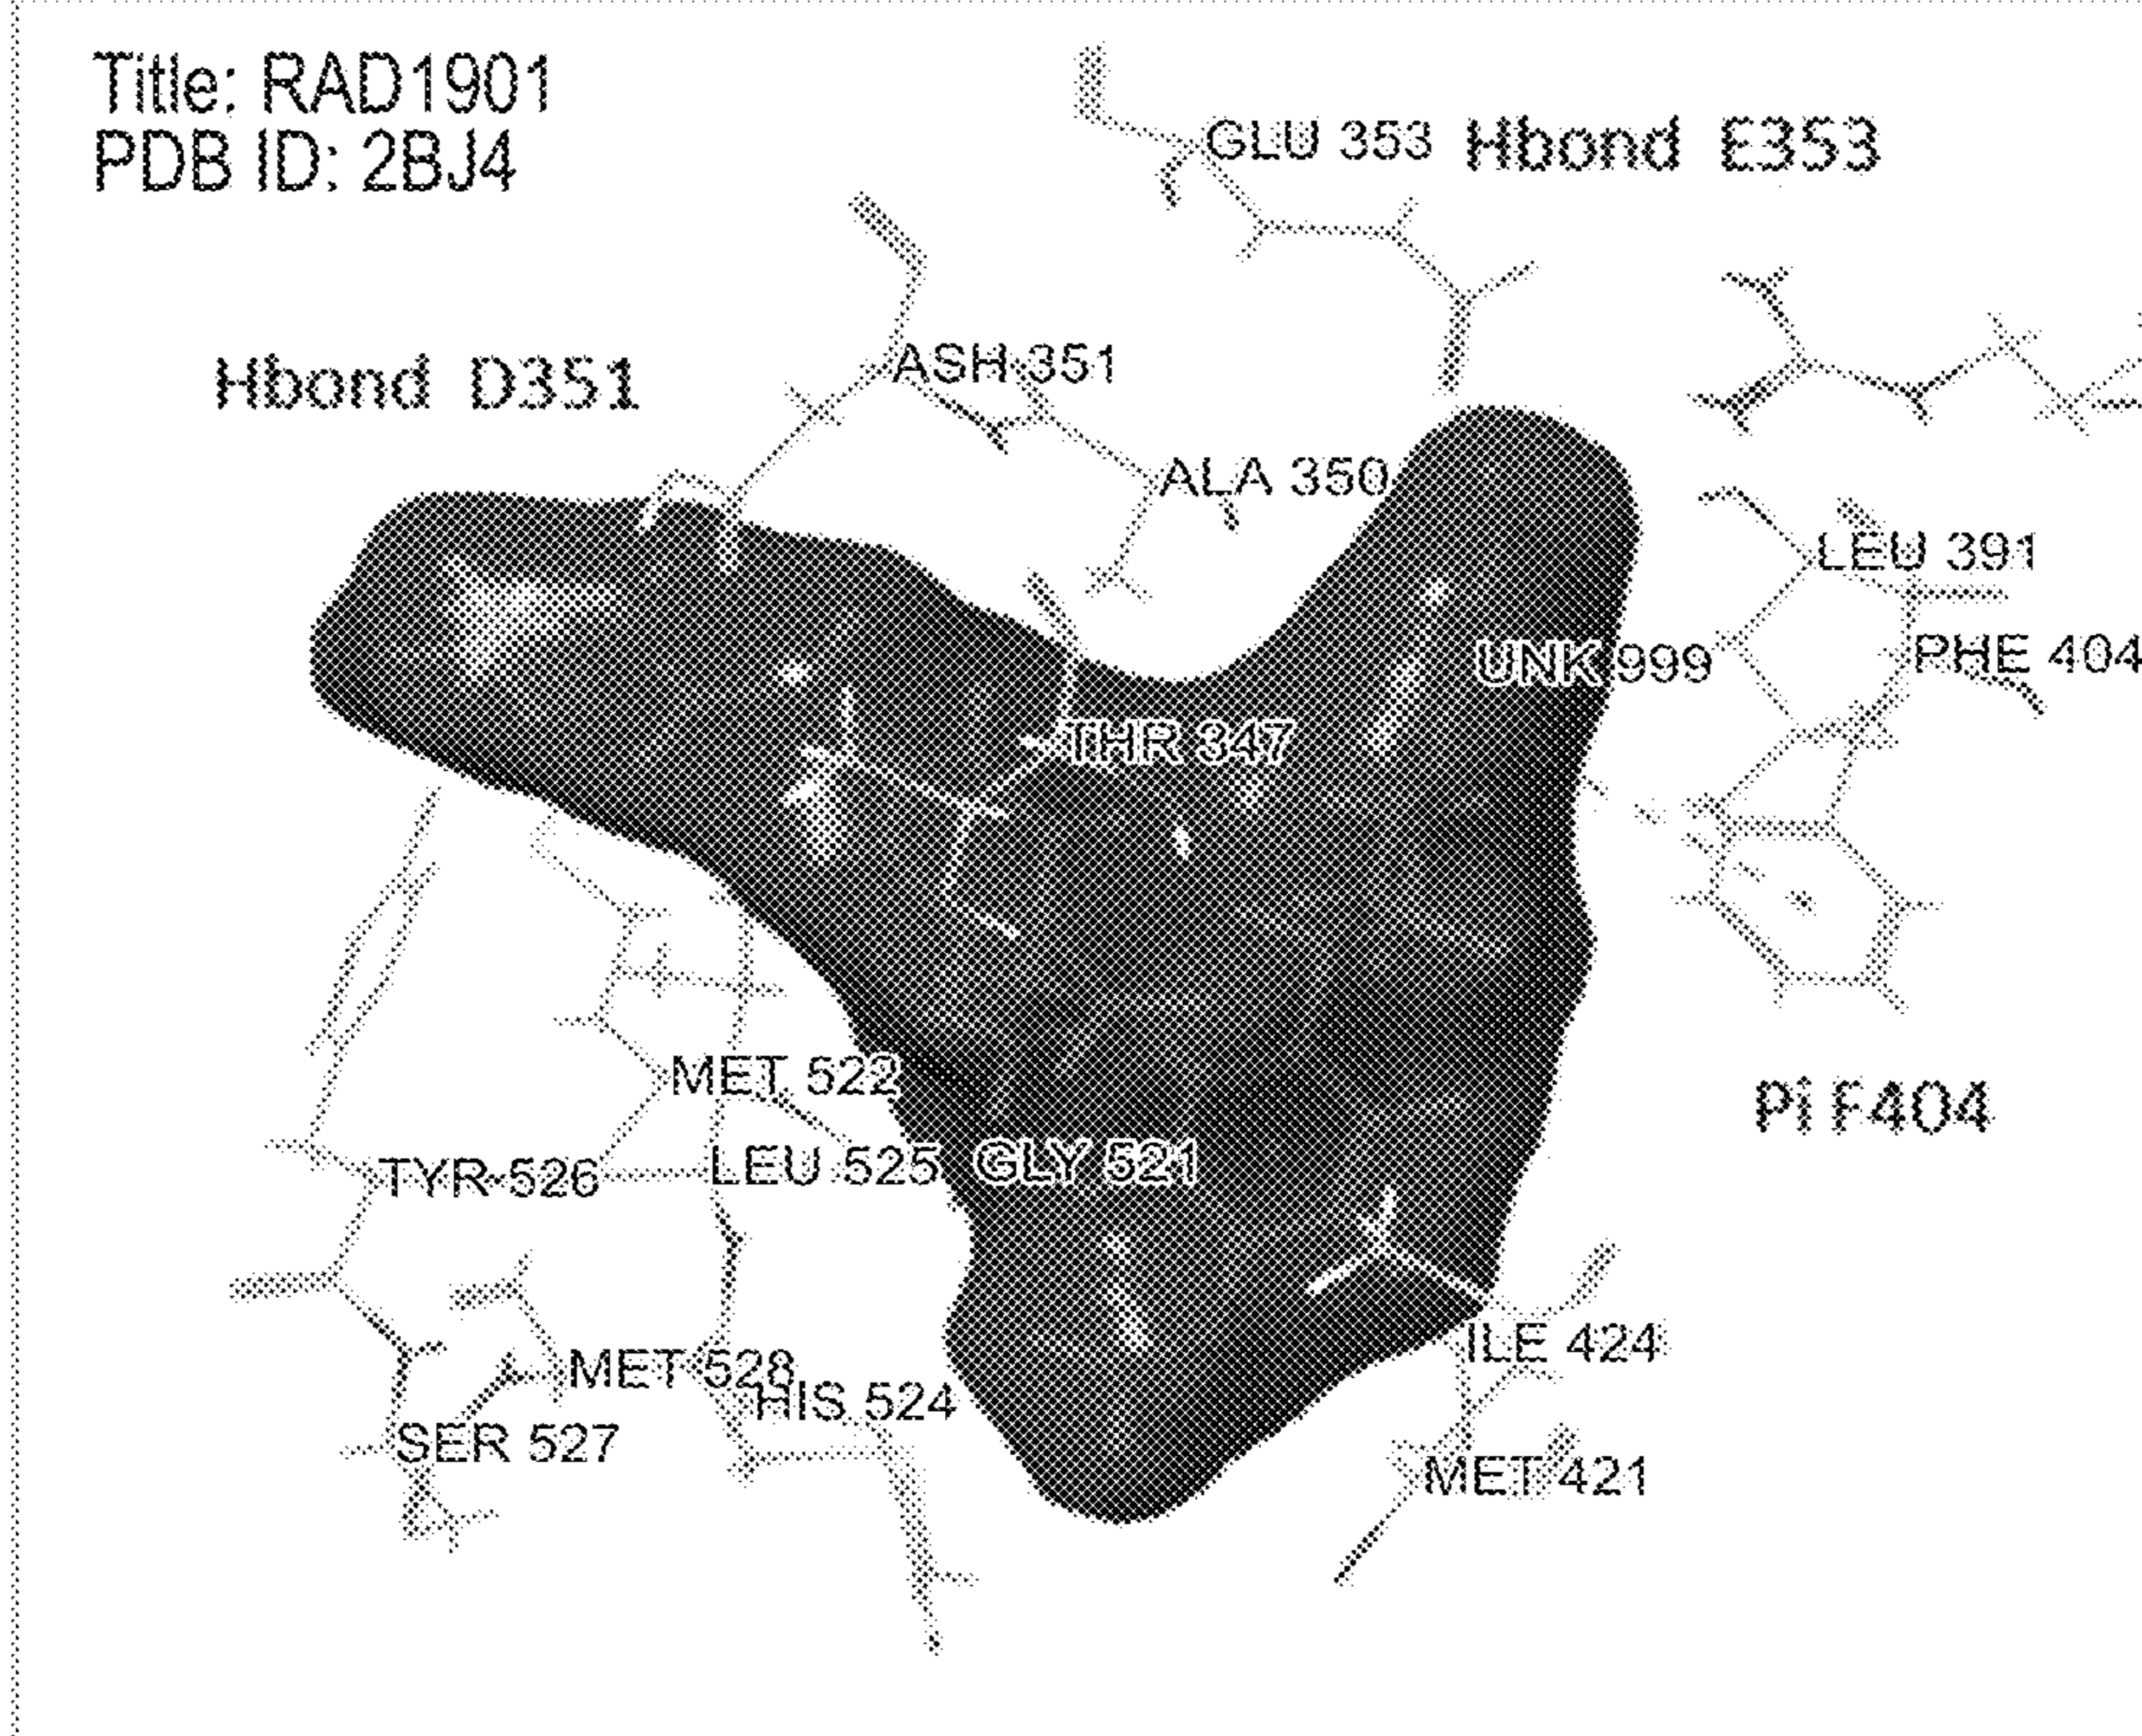 Title: RAD1901
PDB ID: 2BJ4
GLU 353 Hbond E353
Hbond D351
ASH 351
ALA 350
LEU 391
UNK 999
PHE 404
THR 347
MET 522
Pi F404
TYR 526
LEU 525
GLY 521
ILE 424
MET 528
HIS 524
SER 527
MET 421